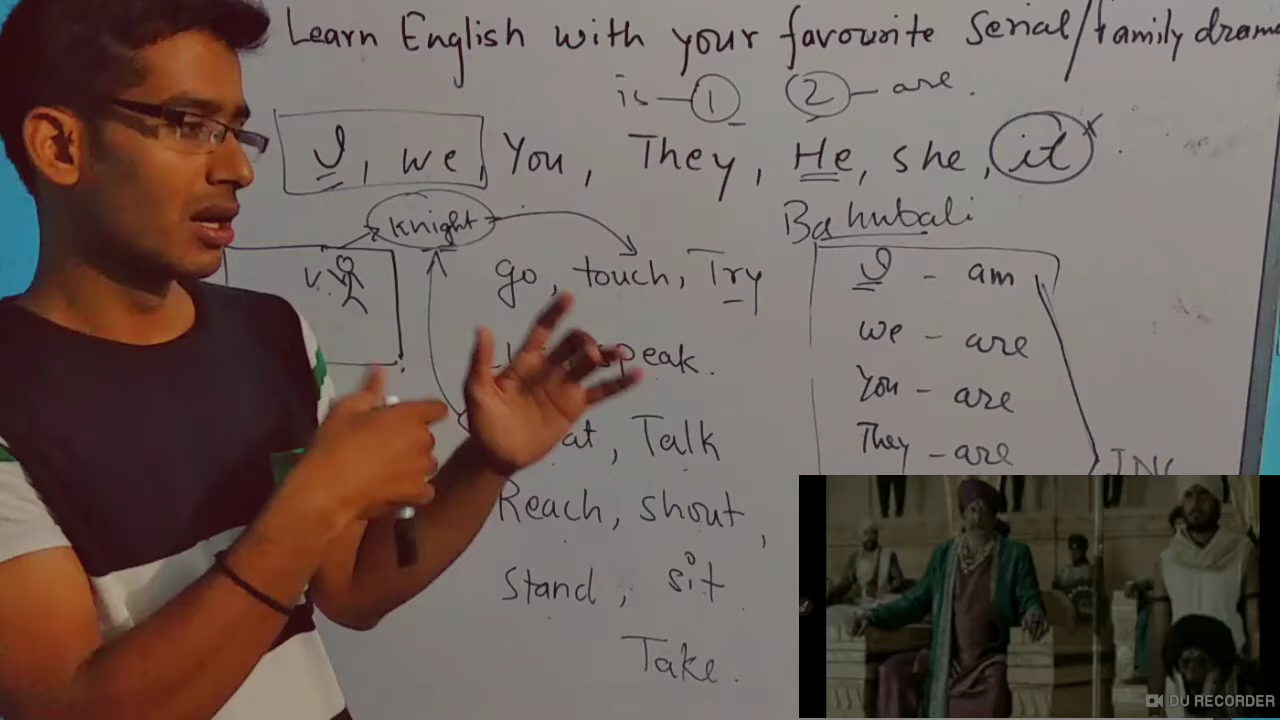 Learn English with your favourite Serial/family drama
is - 1 2 - are.
I, we, You, They, He, she, it
knight
Bahubali
V.
go, touch, Try
I - am
speak.
we - are
You - are
Talk
They - are
Reach, shout,
Stand, sit
Take.
DU RECORDER